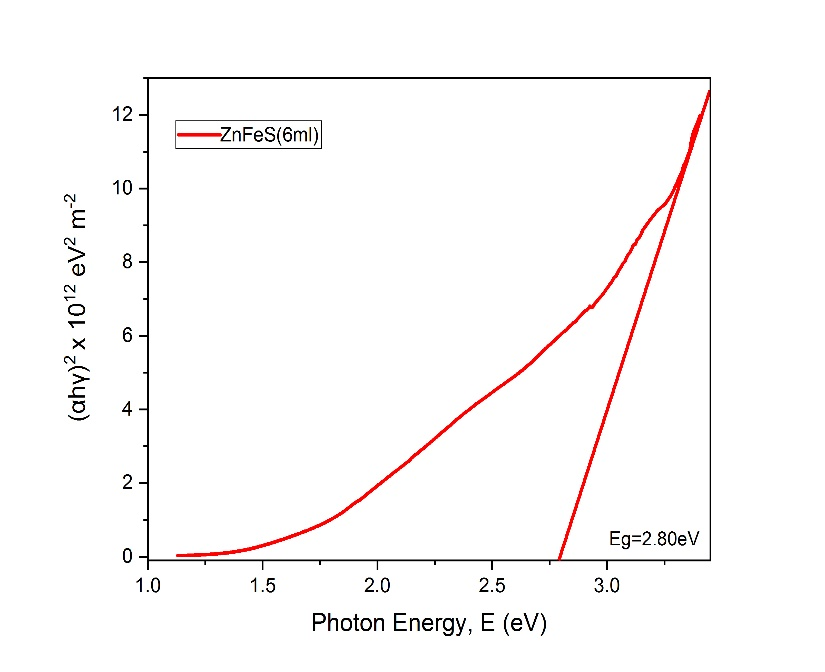 ZnFeS(6ml)
12
10
8
6
4
2
0
(αhγ)² x 10¹² eV² m⁻²
Eg=2.80eV
1.0 1.5 2.0 2.5 3.0
Photon Energy, E (eV)